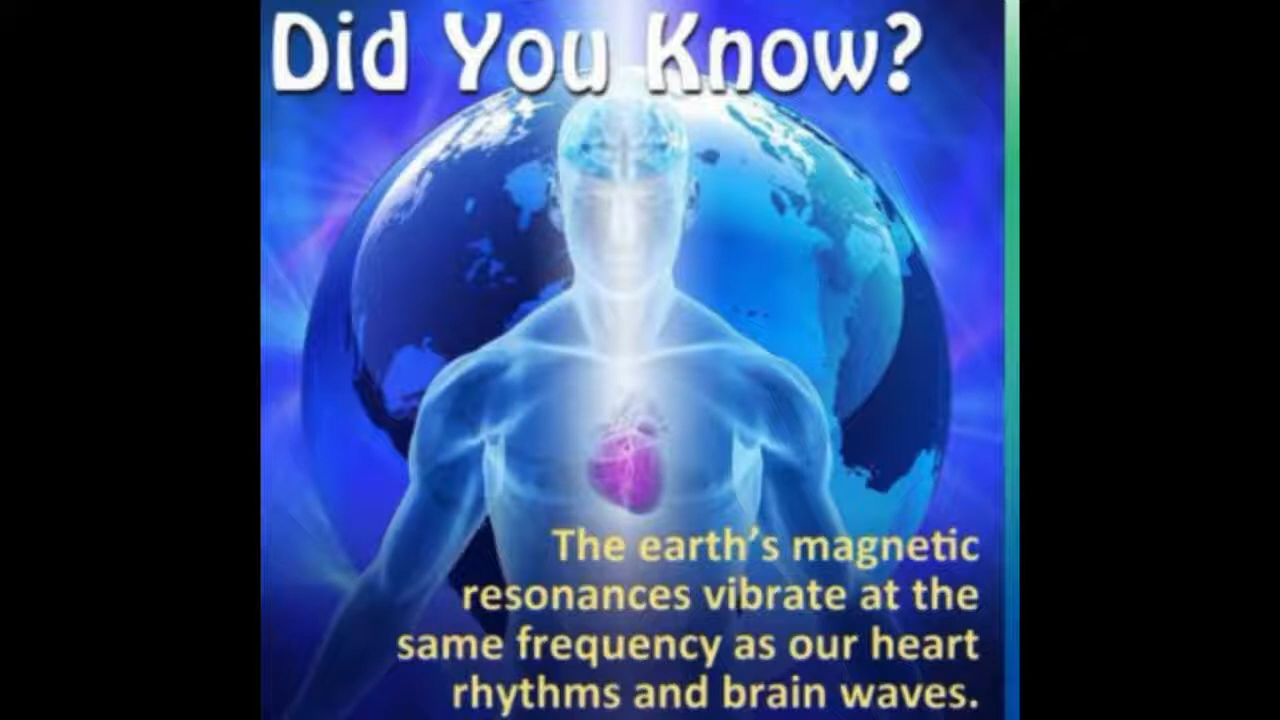 Did You Know?
The earth's magnetic
resonances vibrate at the
same frequency as our heart
rhythms and brain waves.